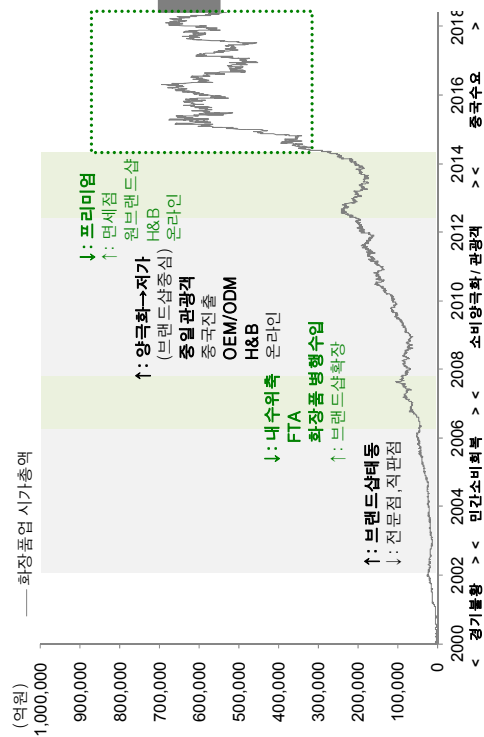 (억원)
화장품업 시가총액
1,000,000
900,000
800,000
700,000
600,000
500,000
400,000
300,000
200,000
100,000
0
↓: 프리미엄
↑: 면세점
원브랜드샵
H&B
온라인
↑: 양극화→저가
(브랜드샵중심)
중일관광객
중국진출
OEM/ODM
H&B
온라인
↓: 내수위축
FTA
화장품 병행수입
↑: 브랜드샵확장
↑: 브랜드샵태동
↓: 전문점,직판점
2000 2002 2004 2006 2008 2010 2012 2014 2016 2018
< 경기불황 > < 민간소비회복 > < 소비양극화/관광객 > < 중국수요 >